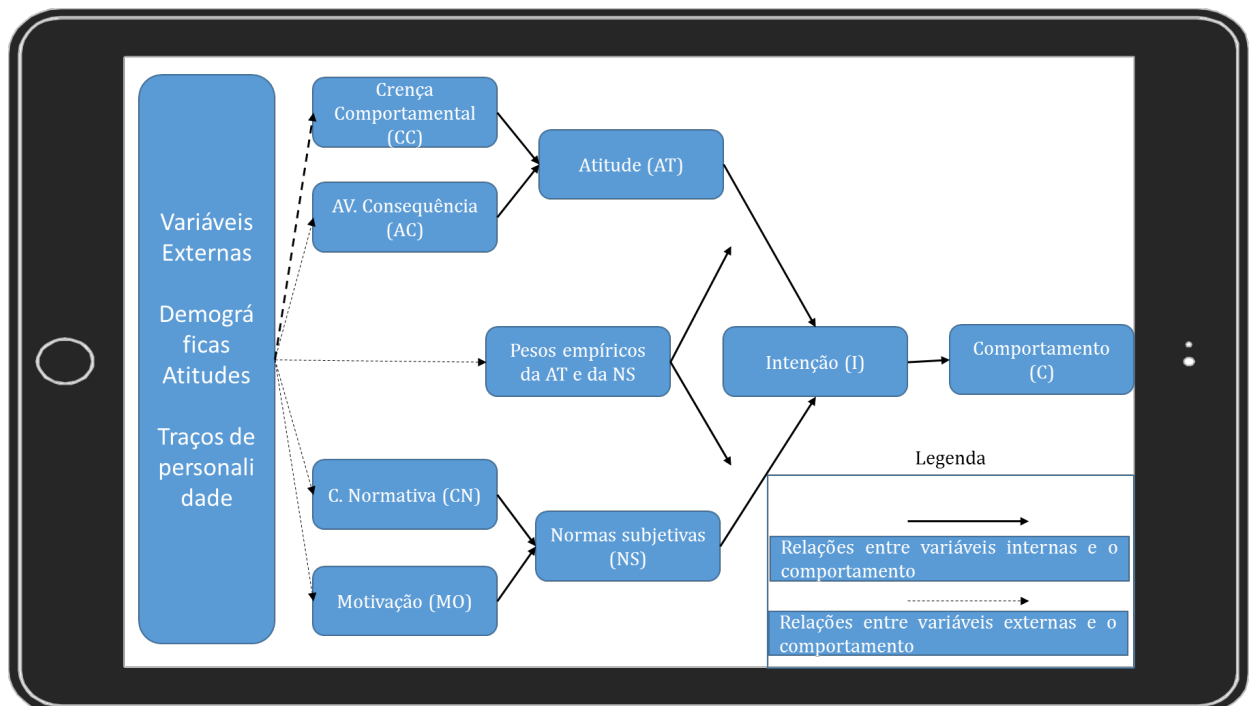 Variáveis
Externas
Demográ
ficas
Atitudes
Traços de
personali
dade
Crença
Comportamental
(CC)
AV. Consequência
(AC)
Atitude (AT)
Pesos empíricos
da AT e da NS
Intenção (I)
Comportamento
(C)
C. Normativa (CN)
Motivação (MO)
Normas subjetivas
(NS)
Legenda
Relações entre variáveis internas e o
comportamento
Relações entre variáveis externas e o
comportamento